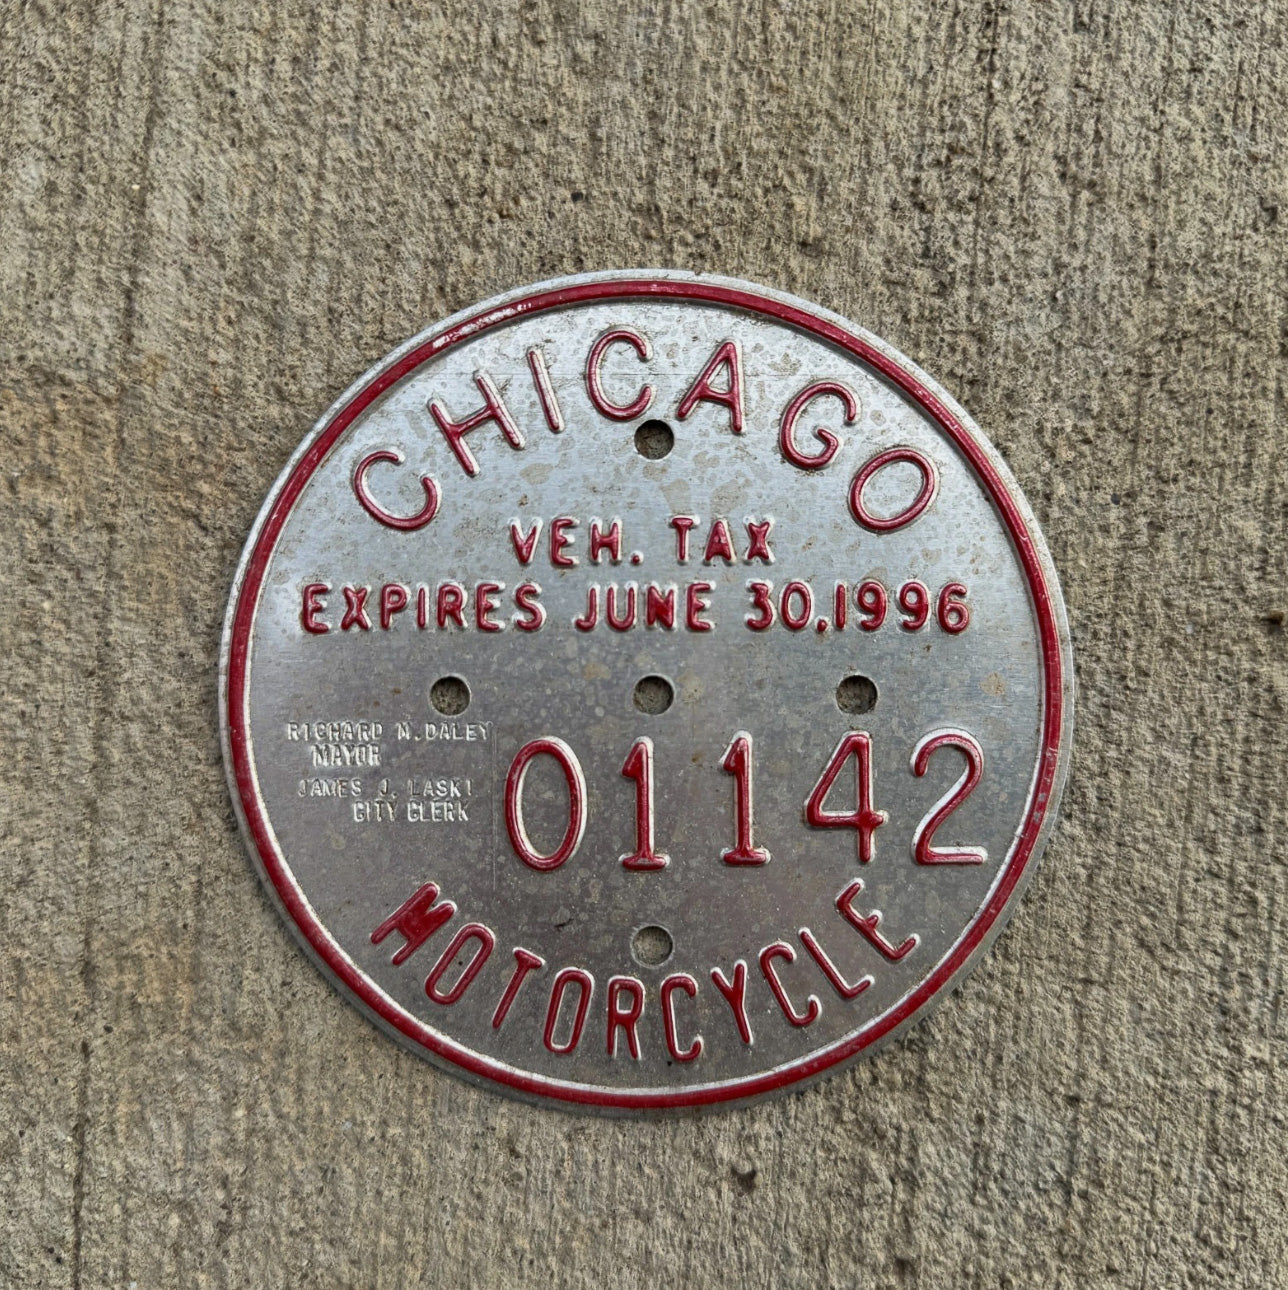 CHICAGO
VEH. TAX
EXPIRES JUNE 30,1996
RICHARD M. DALEY
MAYOR
JAMES J. LASKI
CITY CLERK
01142
MOTORCYCLE